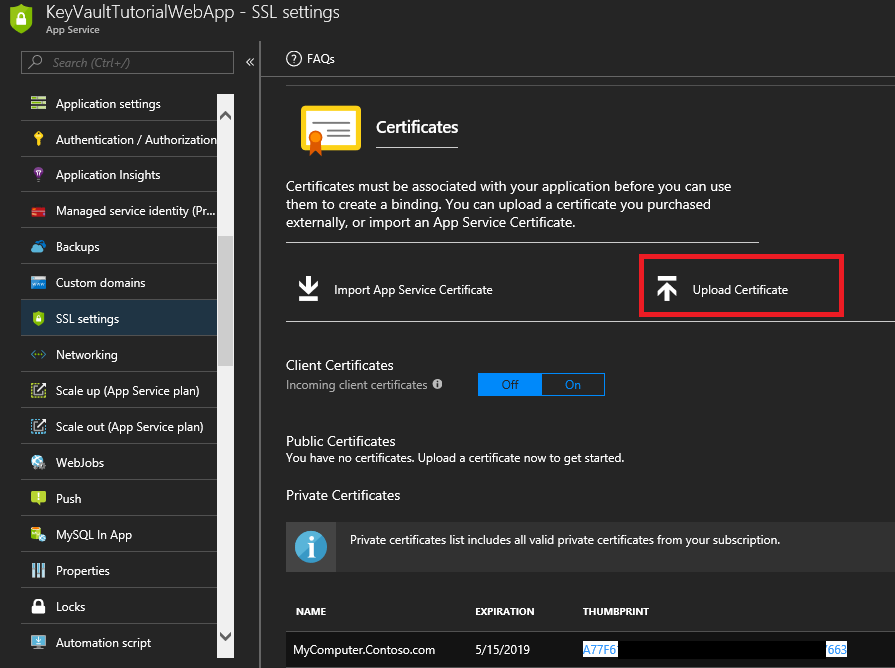 KeyVaultTutorialWebApp - SSL settings
App Service
Search (Ctrl+/)
«
Application settings
Authentication / Authorization
Application Insights
Managed service identity (Pr...
Backups
Custom domains
SSL settings
Networking
Scale up (App Service plan)
Scale out (App Service plan)
WebJobs
Push
MySQL In App
Properties
Locks
Automation script
? FAQs
Certificates
Certificates must be associated with your application before you can use
them to create a binding. You can upload a certificate you purchased
externally, or import an App Service Certificate.
Import App Service Certificate
Upload Certificate
Client Certificates
Incoming client certificates
Off On
Public Certificates
You have no certificates. Upload a certificate now to get started.
Private Certificates
Private certificates list includes all valid private certificates from your subscription.
NAME EXPIRATION THUMBPRINT
MyComputer.Contoso.com 5/15/2019 A77F6 663